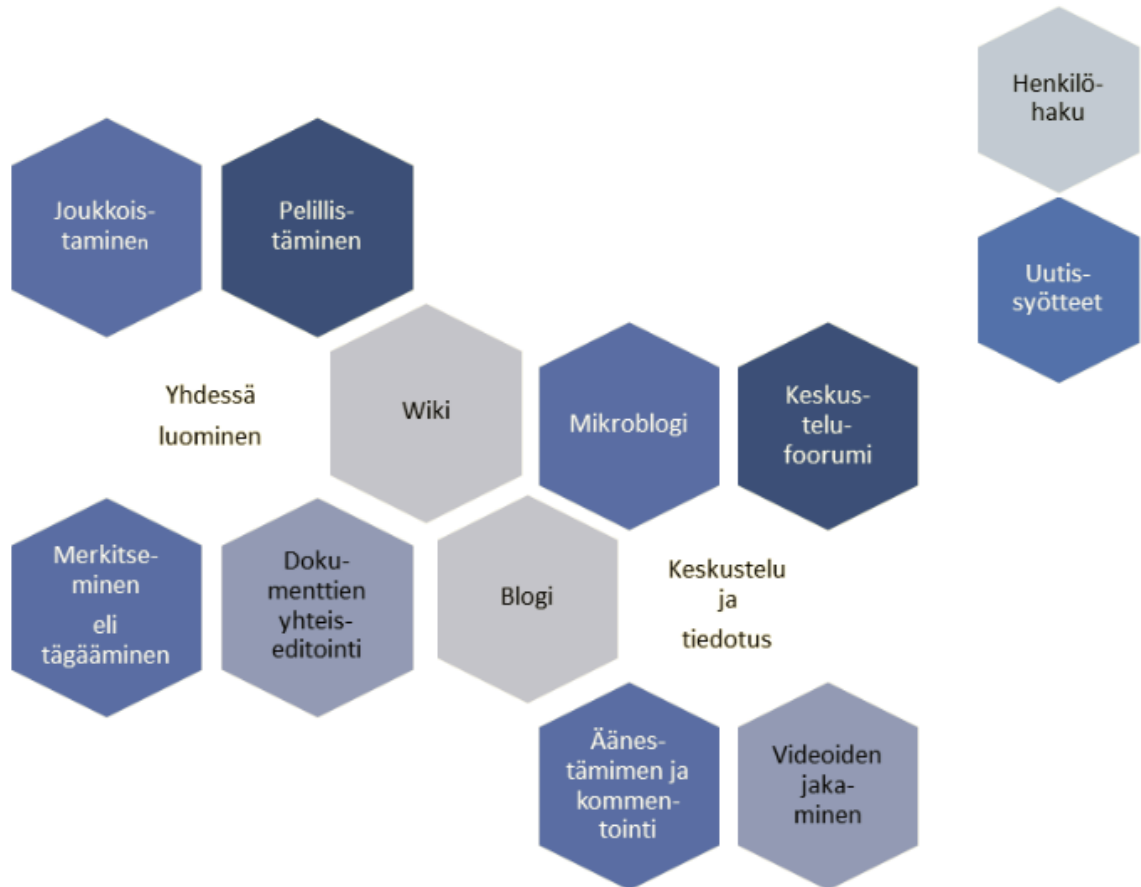 Henkilö-
haku
Joukkois-
taminen
Pelillis-
täminen
Uutis-
syötteet
Yhdessä
luominen
Wiki
Mikroblogi
Keskus-
telu-
foorumi
Merkitse-
minen
eli
tägääminen
Doku-
menttien
yhteis-
editointi
Blogi
Keskustelu
ja
tiedotus
Äänes-
tämimen ja
kommen-
tointi
Videoiden
jaka-
minen